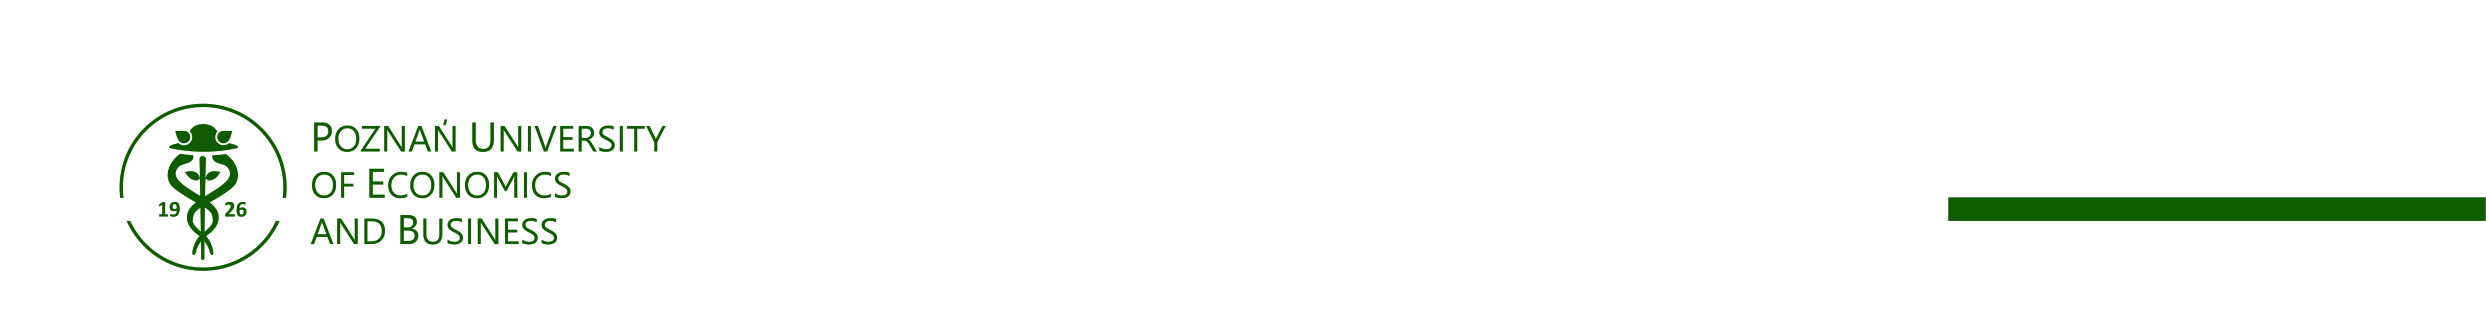 19 26
POZNAŃ UNIVERSITY
OF ECONOMICS
AND BUSINESS